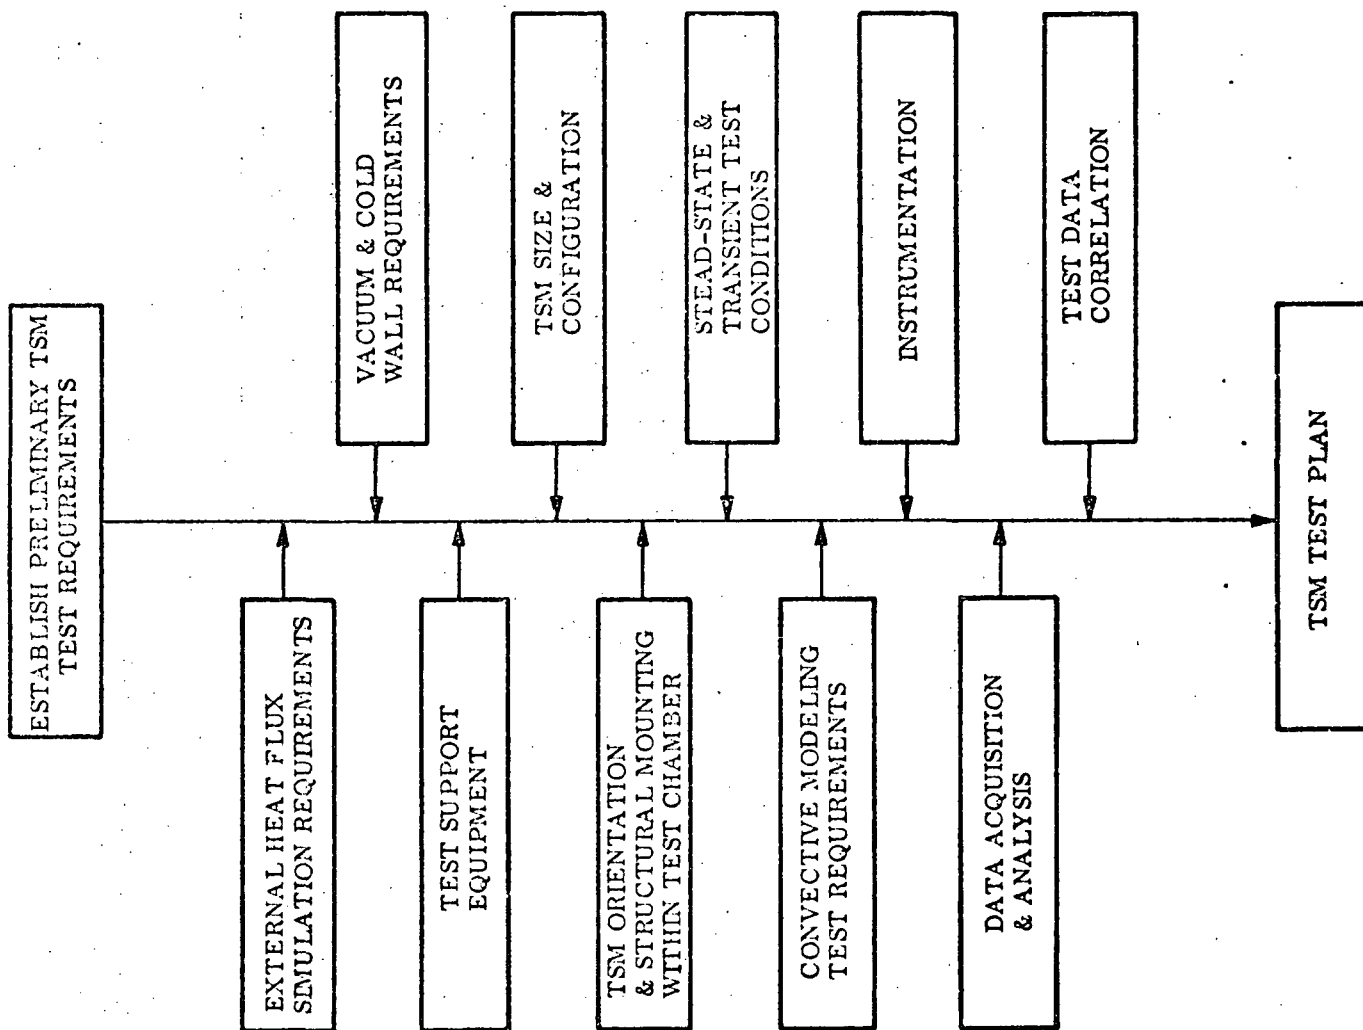 ESTABLISH PRELIMINARY TSM
TEST REQUIREMENTS
EXTERNAL HEAT FLUX
SIMULATION REQUIREMENTS
VACUUM & COLD
WALL REQUIREMENTS
TEST SUPPORT
EQUIPMENT
TSM SIZE &
CONFIGURATION
TSM ORIENTATION
& STRUCTURAL MOUNTING
WITHIN TEST CHAMBER
STEAD-STATE &
TRANSIENT TEST
CONDITIONS
CONVECTIVE MODELING
TEST REQUIREMENTS
INSTRUMENTATION
DATA ACQUISITION
& ANALYSIS
TEST DATA
CORRELATION
TSM TEST PLAN